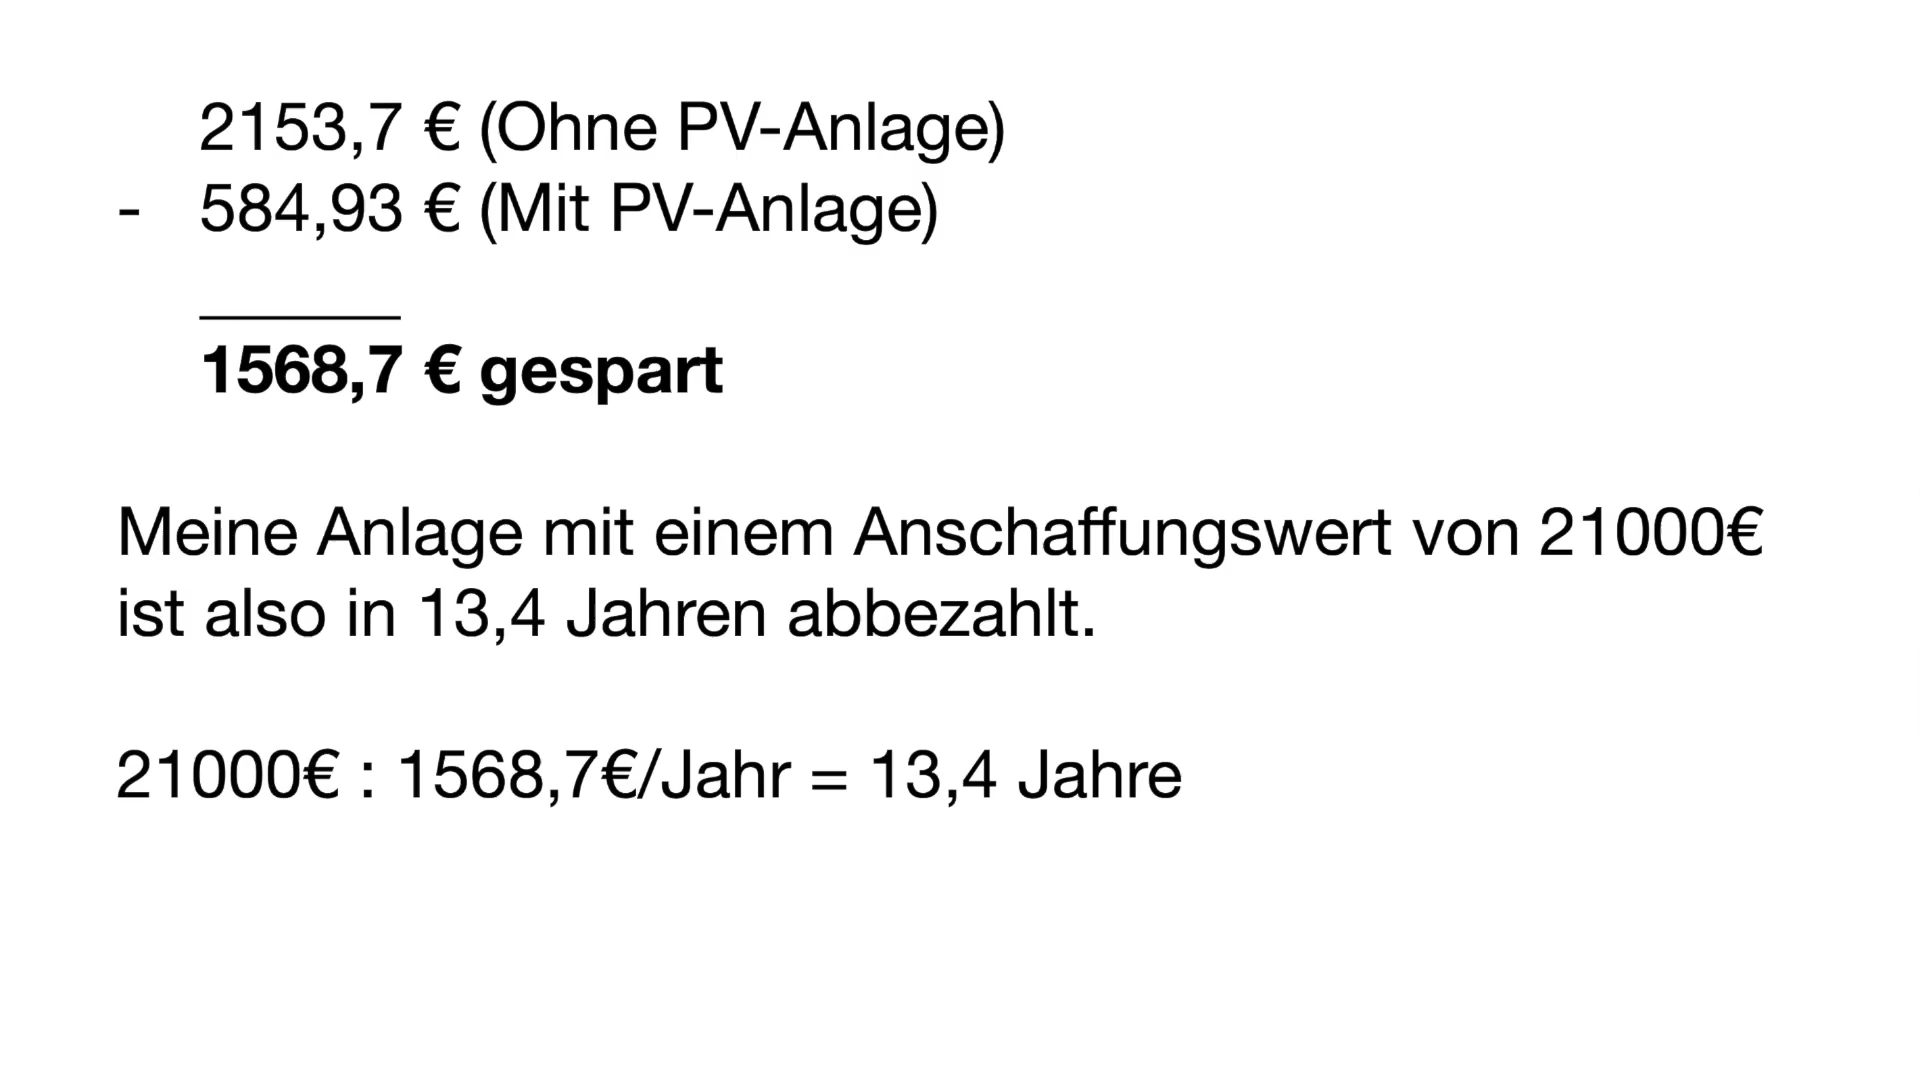 2153,7 € (Ohne PV-Anlage)
- 584,93 € (Mit PV-Anlage)
1568,7 € gespart
Meine Anlage mit einem Anschaffungswert von 21000€
ist also in 13,4 Jahren abbezahlt.
21000€ : 1568,7€/Jahr = 13,4 Jahre